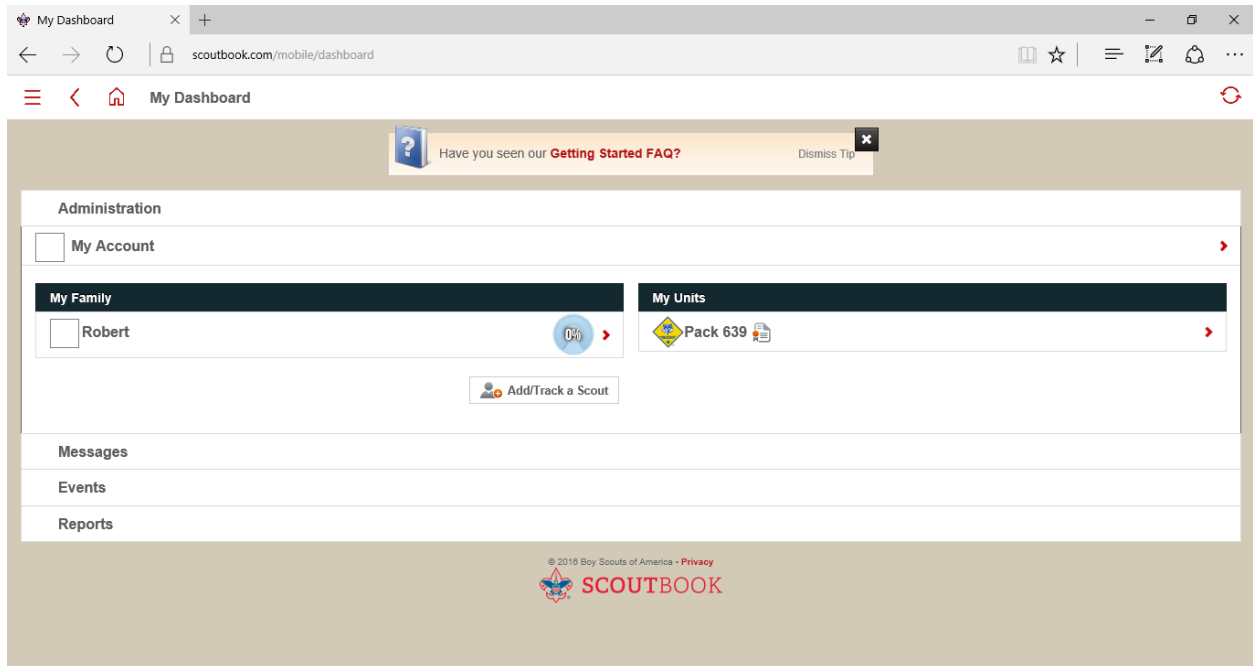 My Dashboard
scoutbook.com/mobile/dashboard
My Dashboard
Have you seen our Getting Started FAQ? Dismiss Tip
Administration
My Account
My Family
My Units
Robert 0%
Pack 639
Add/Track a Scout
Messages
Events
Reports
© 2016 Boy Scouts of America - Privacy
SCOUTBOOK